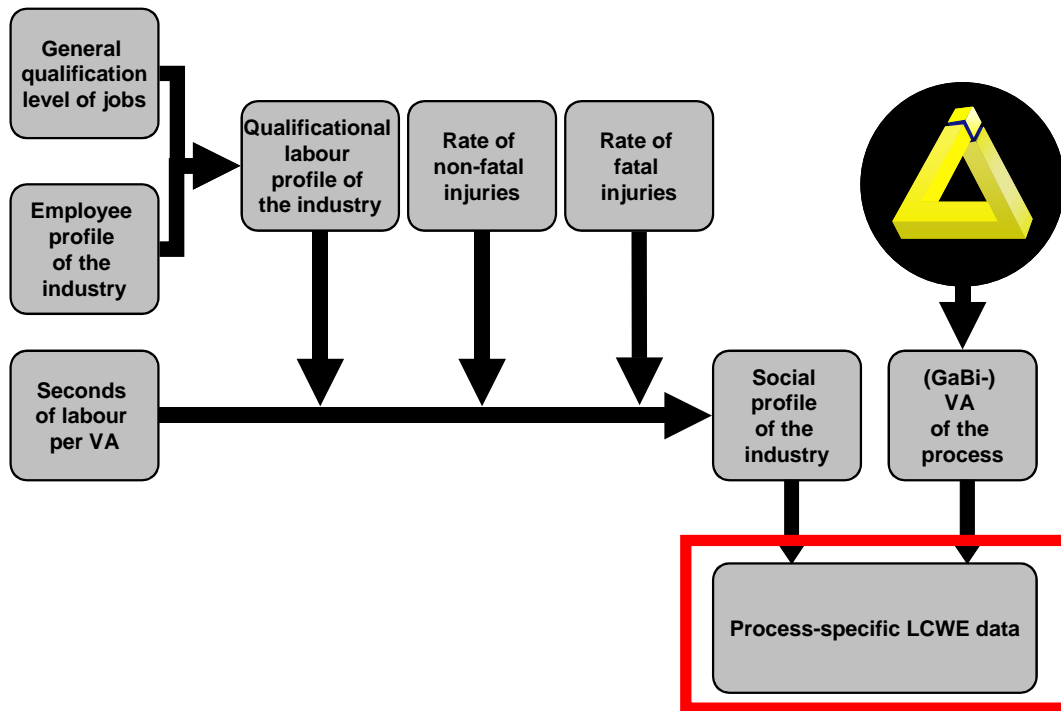 General
qualification
level of jobs
Qualificational
labour
profile of
the industry
Rate of
non-fatal
injuries
Rate of
fatal
injuries
Employee
profile
of the
industry
Seconds
of labour
per VA
Social
profile
of the
industry
(GaBi-)
VA
of the
process
Process-specific LCWE data